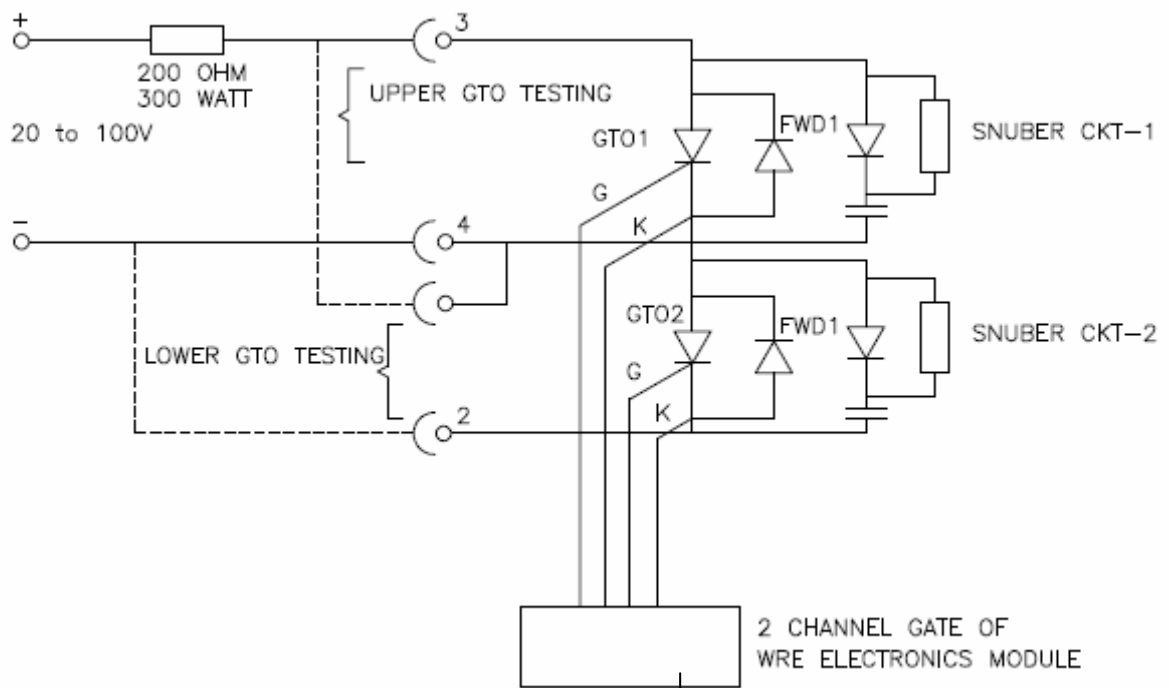 +
3
200 OHM
300 WATT
UPPER GTO TESTING
20 to 100V
GTO1
FWD1
SNUBER CKT-1
G
K
−
4
GTO2
FWD1
SNUBER CKT-2
LOWER GTO TESTING
G
K
2
2 CHANNEL GATE OF
WRE ELECTRONICS MODULE